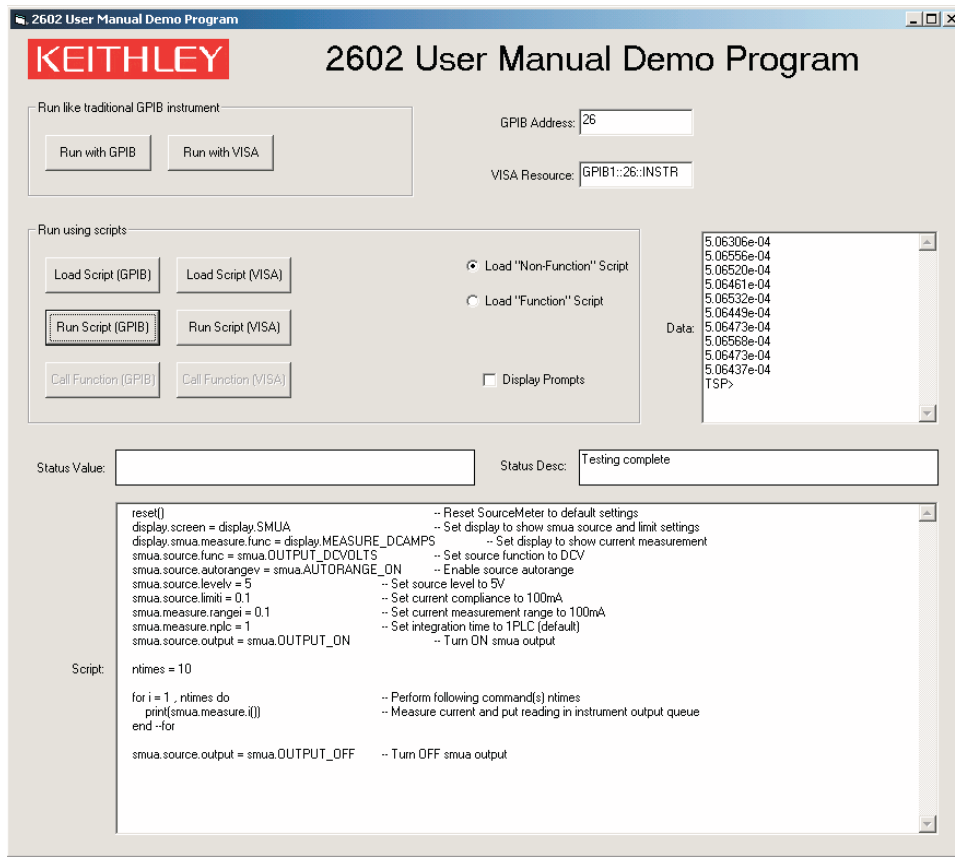 2602 User Manual Demo Program
KEITHLEY
2602 User Manual Demo Program
Run like traditional GPIB instrument
Run with GPIB
Run with VISA
GPIB Address:
26
VISA Resource:
GPIB1::26::INSTR
Run using scripts
Load Script (GPIB)
Load Script (VISA)
Run Script (GPIB)
Run Script (VISA)
Call Function (GPIB)
Call Function (VISA)
Load "Non-Function" Script
Load "Function" Script
Display Prompts
Data:
5.06306e-04
5.06556e-04
5.06520e-04
5.06461e-04
5.06532e-04
5.06449e-04
5.06473e-04
5.06568e-04
5.06473e-04
5.06437e-04
TSP>
Status Value:
Status Desc:
Testing complete
Script:
reset() -- Reset SourceMeter to default settings
display.screen = display.SMUA -- Set display to show smua source and limit settings
display.smua.measure.func = display.MEASURE_DCAMPS -- Set display to show current measurement
smua.source.func = smua.OUTPUT_DCVOLTS -- Set source function to DCV
smua.source.autorangev = smua.AUTORANGE_ON -- Enable source autorange
smua.source.levelv = 5 -- Set source level to 5V
smua.source.limiti = 0.1 -- Set current compliance to 100mA
smua.measure.rangei = 0.1 -- Set current measurement range to 100mA
smua.measure.nplc = 1 -- Set integration time to 1PLC (default)
smua.source.output = smua.OUTPUT_ON -- Turn ON smua output
ntimes = 10
for i = 1 , ntimes do -- Perform following command(s) ntimes
print(smua.measure.i()) -- Measure current and put reading in instrument output queue
end --for
smua.source.output = smua.OUTPUT_OFF -- Turn OFF smua output